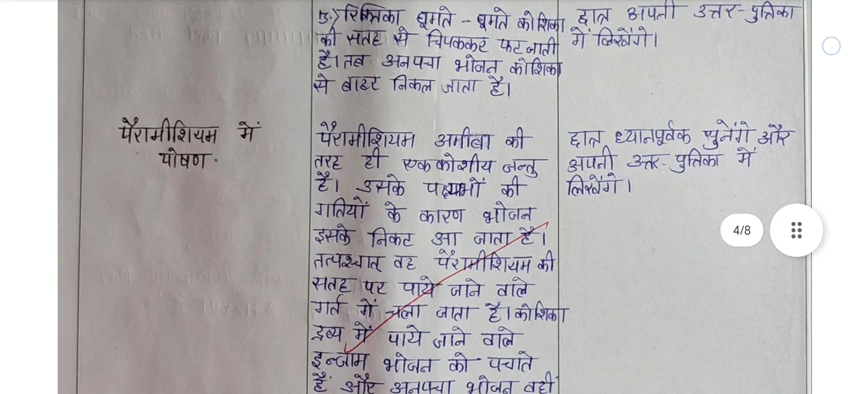 5.) रिक्तिका घूमते - घूमते कोशिका
की सतह से चिपककर फट जाती
है। तब अनपचा भोजन कोशिका
से बाहर निकल जाता है।
छात्र अपनी उत्तर-पुत्तिका
में लिखेंगे।
पैरामीशियम में
पोषण.
पैरामीशियम अमीबा की
तरह ही एककोशीय जन्तु
है। उसके पक्ष्माभों की
गतियों के कारण भोजन
इसके निकट आ जाता है।
तत्पश्चात् वह पैरामीशियम की
सतह पर पाये जाने वाले
गर्त में चला जाता है। कोशिका
द्रव्य में पाये जाने वाले
इन्जाम भोजन को पचाते
हैं और अनपचा भोजन वहीं
छात्र ध्यानपूर्वक सुनेंगे और
अपनी उत्तर-पुत्तिका में
लिखेंगे।
4/8